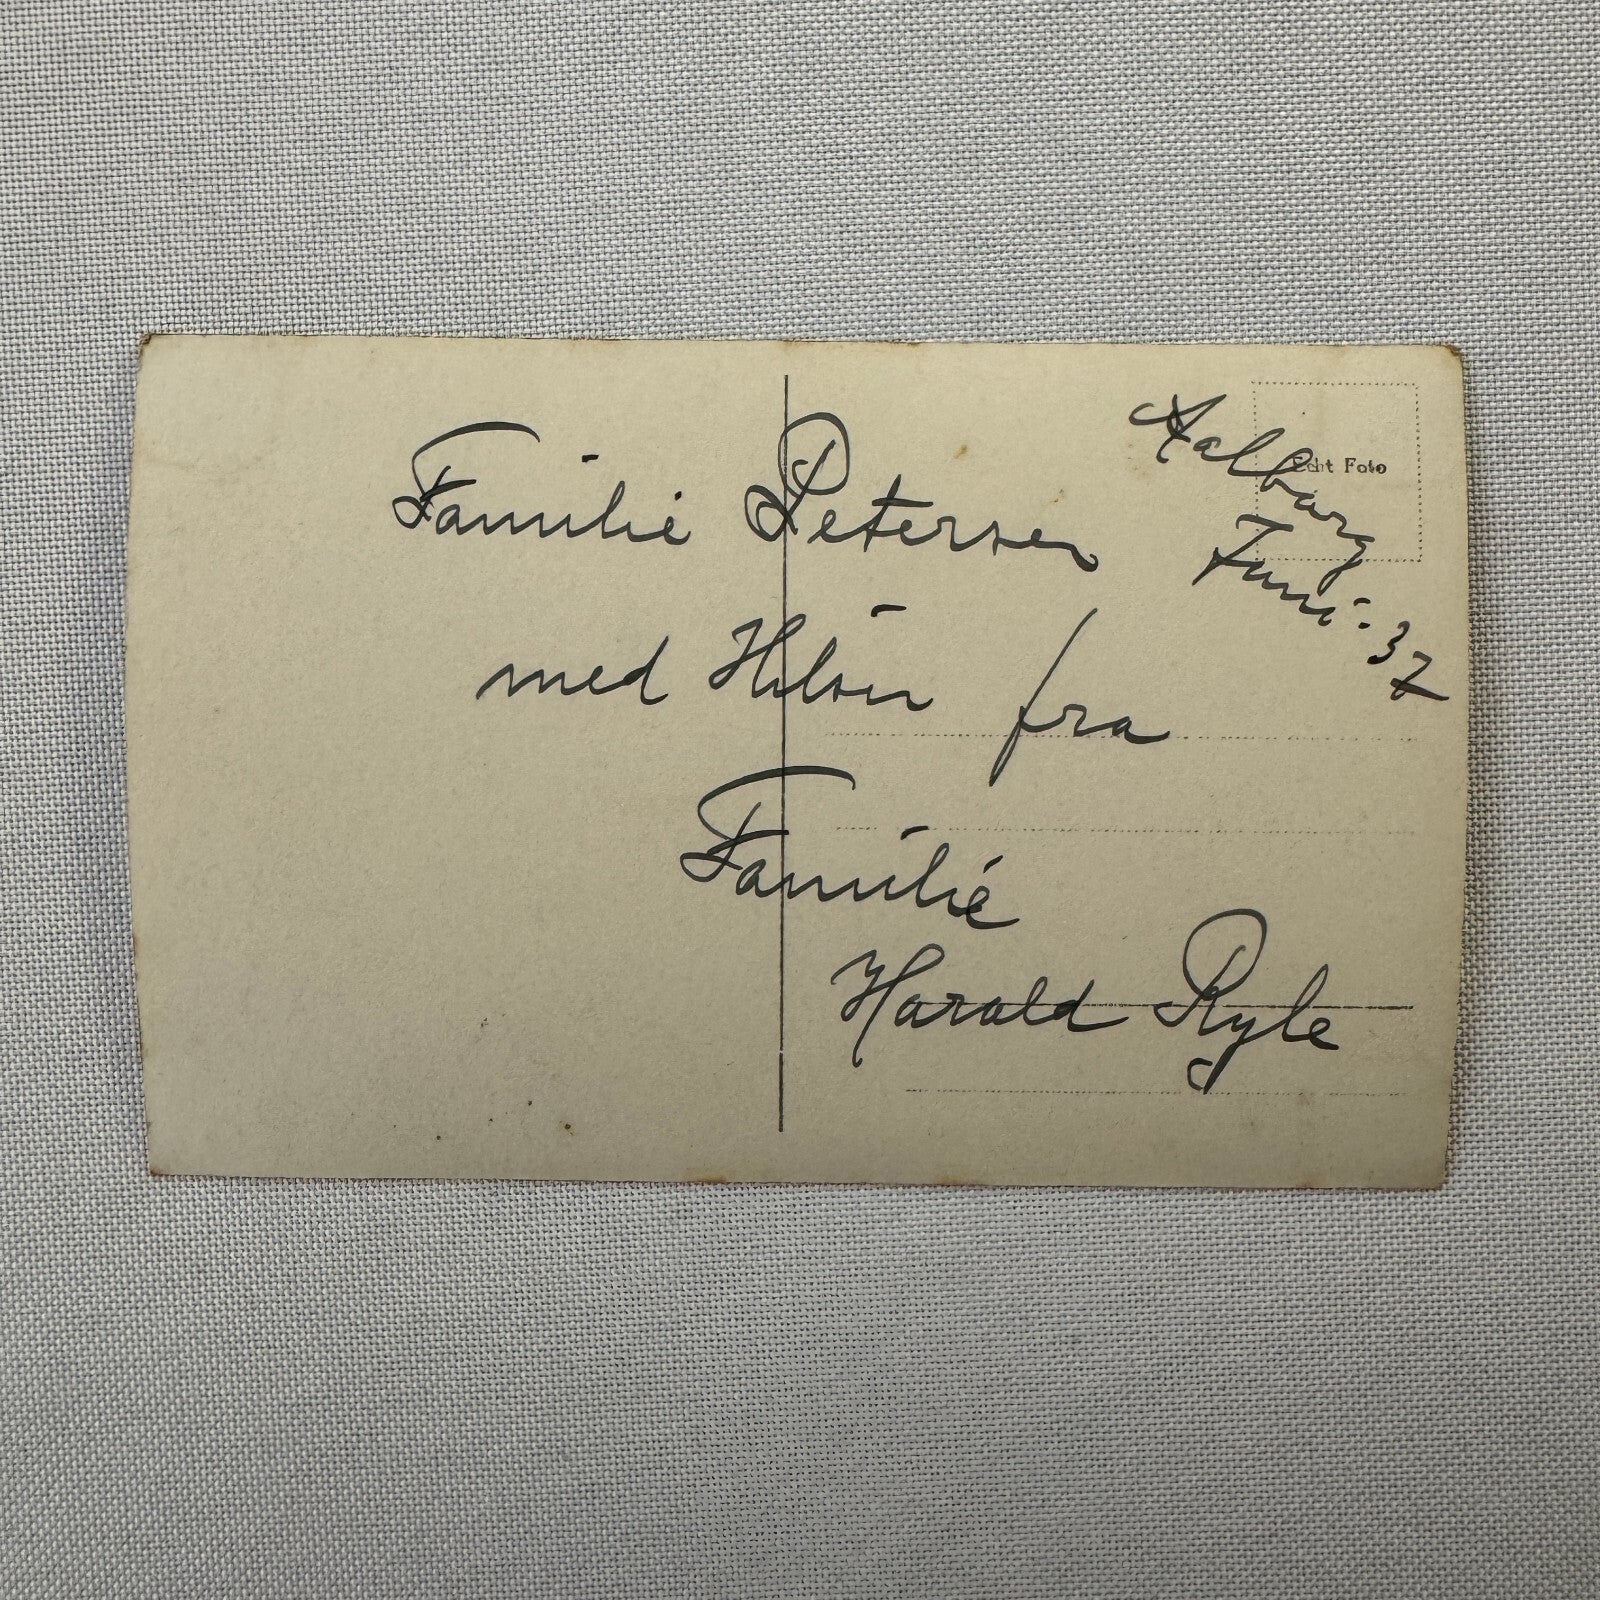 Aalborg
Juni - 37
Echt Foto
Familie Petersen
med Hilsen fra
Familie
Harald Ryle